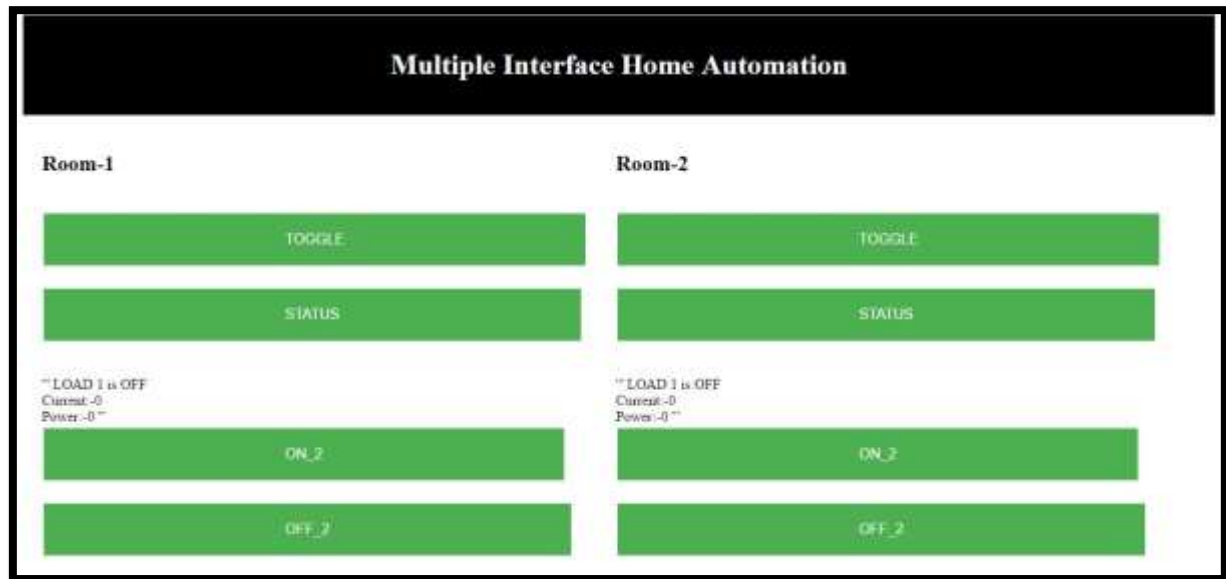 Multiple Interface Home Automation
Room-1
TOGGLE
STATUS
"' LOAD 1 is OFF
Current:-0
Power:-0 "'
ON_2
OFF_2
Room-2
TOGGLE
STATUS
"' LOAD 1 is OFF
Current:-0
Power:-0 "'
ON_2
OFF_2